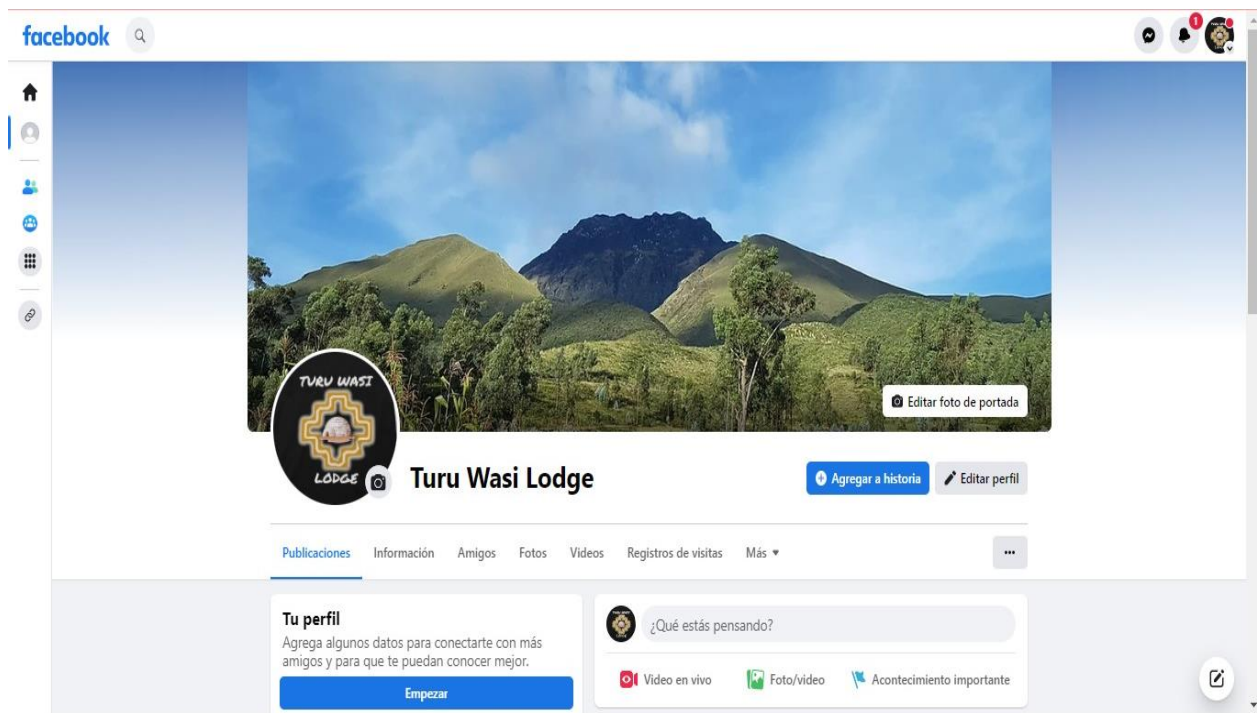 facebook
1
TURU WASI
LODGE
Editar foto de portada
Turu Wasi Lodge
Agregar a historia
Editar perfil
Publicaciones Información Amigos Fotos Videos Registros de visitas Más
Tu perfil
Agrega algunos datos para conectarte con más
amigos y para que te puedan conocer mejor.
Empezar
¿Qué estás pensando?
Video en vivo Foto/video Acontecimiento importante